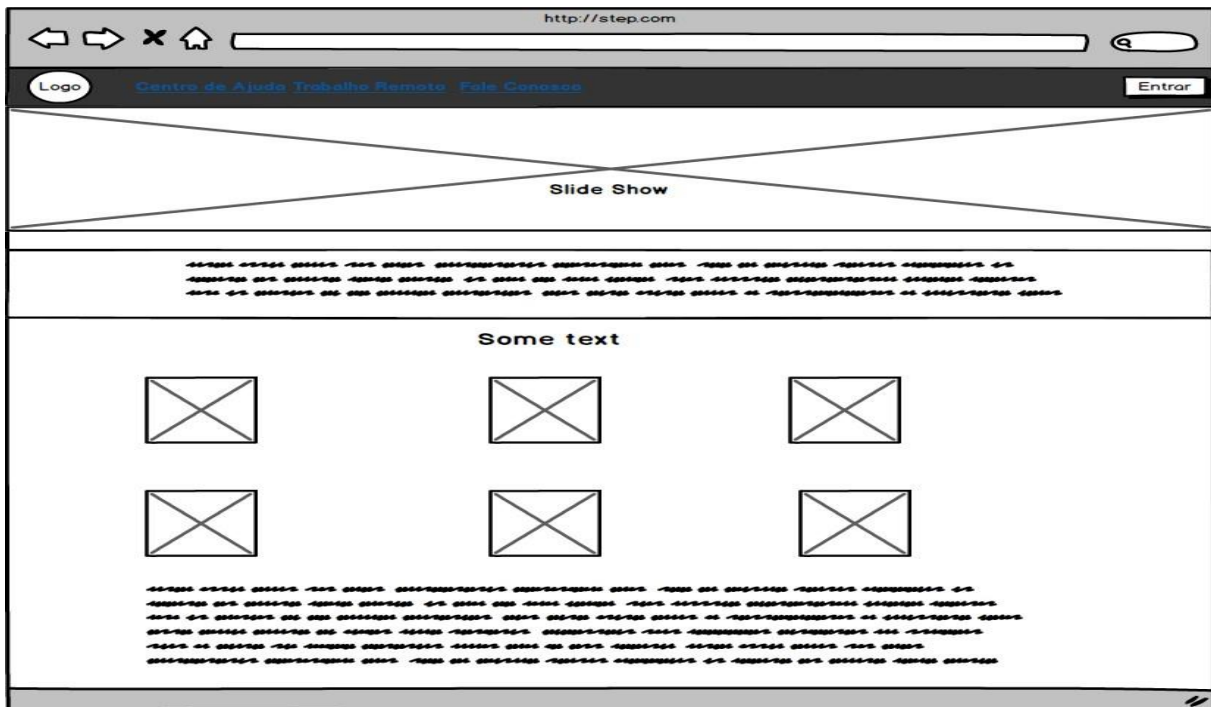 http://step.com
Logo Centro de Ajuda Trabalho Remoto Fale Conosco Entrar
Slide Show
Some text